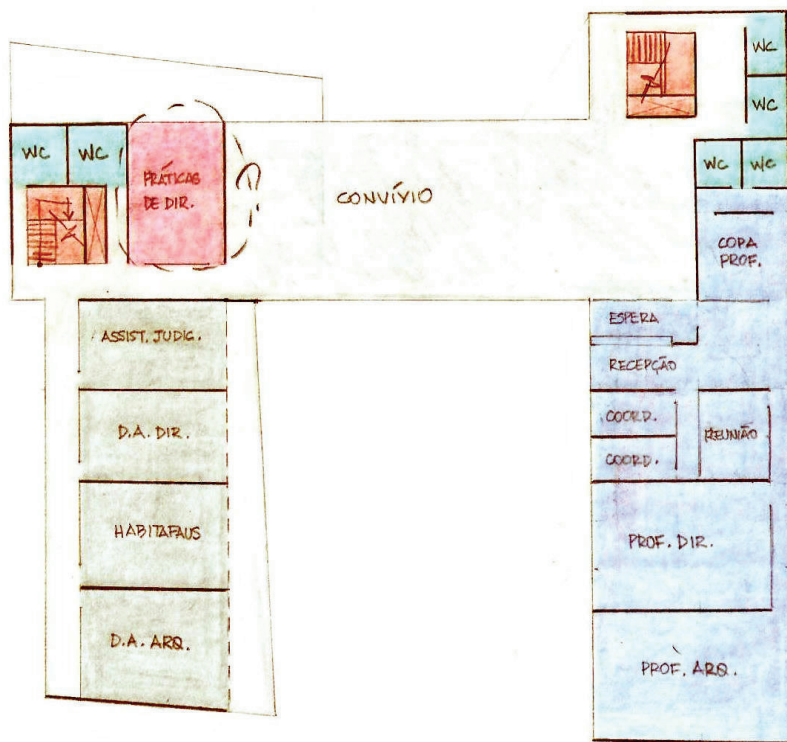 WC
WC
WC
WC
PRÁTICAS
DE DIR.
CONVÍVIO
WC
WC
COPA
PROF.
ESPERA
RECEPÇÃO
ASSIST. JUDIC.
D.A. DIR.
COORD.
COORD.
REUNIÃO
HABITAFAUS
PROF. DIR.
D.A. ARQ.
PROF. ARQ.